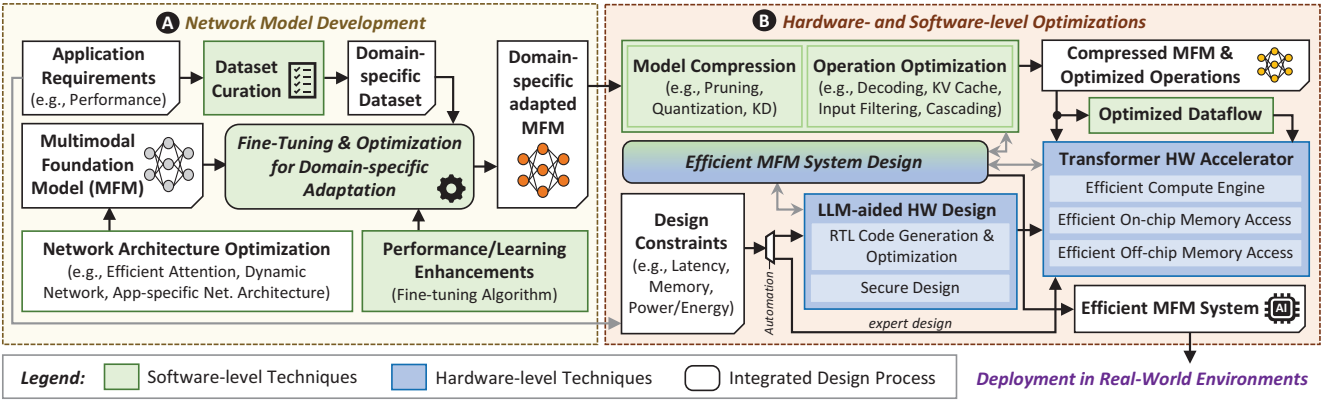 A Network Model Development
Application
Requirements
(e.g., Performance)
Dataset
Curation
Domain-
specific
Dataset
Domain-
specific
adapted
MFM
Multimodal
Foundation
Model (MFM)
Fine-Tuning & Optimization
for Domain-specific
Adaptation
Network Architecture Optimization
(e.g., Efficient Attention, Dynamic
Network, App-specific Net. Architecture)
Performance/Learning
Enhancements
(Fine-tuning Algorithm)
B Hardware- and Software-level Optimizations
Model Compression
(e.g., Pruning,
Quantization, KD)
Operation Optimization
(e.g., Decoding, KV Cache,
Input Filtering, Cascading)
Compressed MFM &
Optimized Operations
Optimized Dataflow
Efficient MFM System Design
Transformer HW Accelerator
Efficient Compute Engine
Efficient On-chip Memory Access
Efficient Off-chip Memory Access
Design
Constraints
(e.g., Latency,
Memory,
Power/Energy)
Automation
LLM-aided HW Design
RTL Code Generation &
Optimization
Secure Design
expert design
Efficient MFM System
AI
Legend:
Software-level Techniques
Hardware-level Techniques
Integrated Design Process
Deployment in Real-World Environments